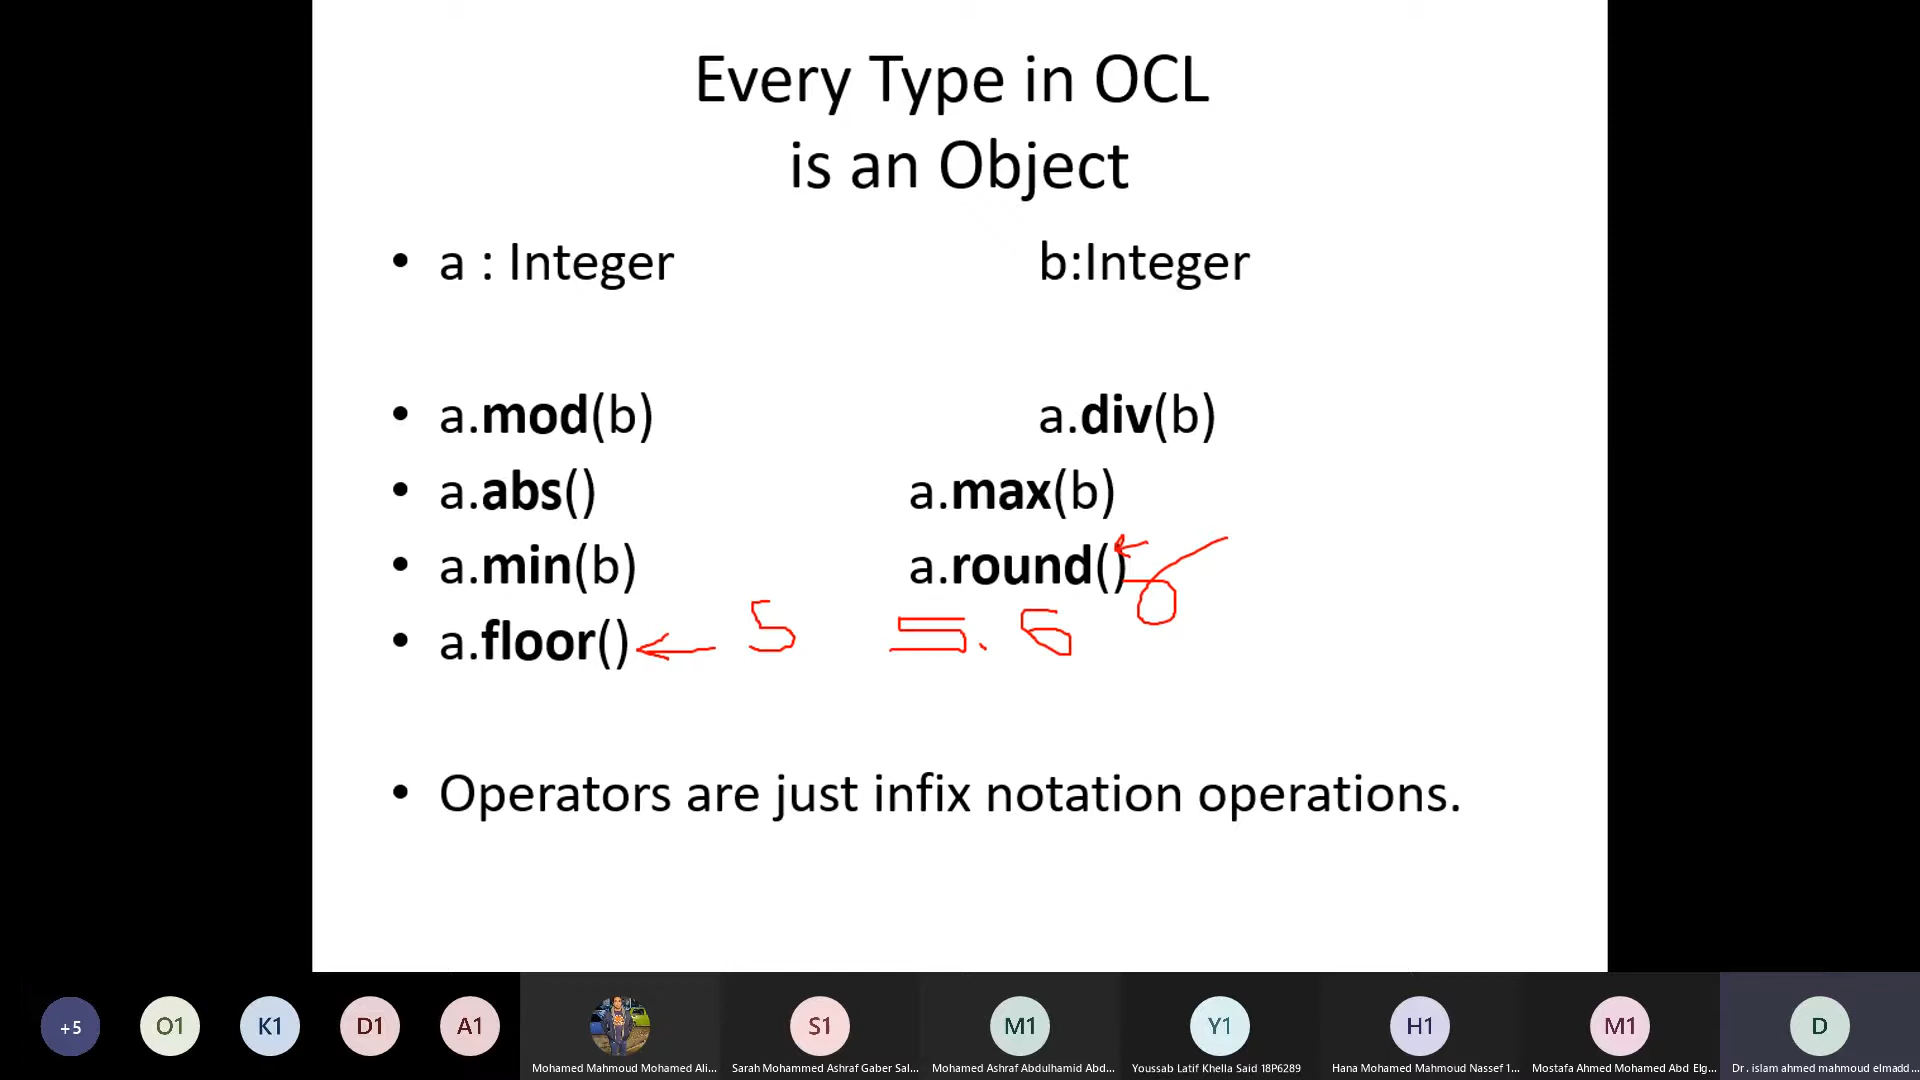 Every Type in OCL
is an Object
• a : Integer b:Integer
• a.mod(b) a.div(b)
• a.abs() a.max(b)
• a.min(b) a.round() 6
• a.floor() 5 5.6
• Operators are just infix notation operations.
+5 O1 K1 D1 A1 S1 M1 Y1 H1 M1 D
Mohamed Mahmoud Mohamed Ali... Sarah Mohammed Ashraf Gaber Sal... Mohamed Ashraf Abdulhamid Abd... Youssab Latif Khella Said 18P6289 Hana Mohamed Mahmoud Nassef 1... Mostafa Ahmed Mohamed Abd Elg... Dr. islam ahmed mahmoud elmadd...